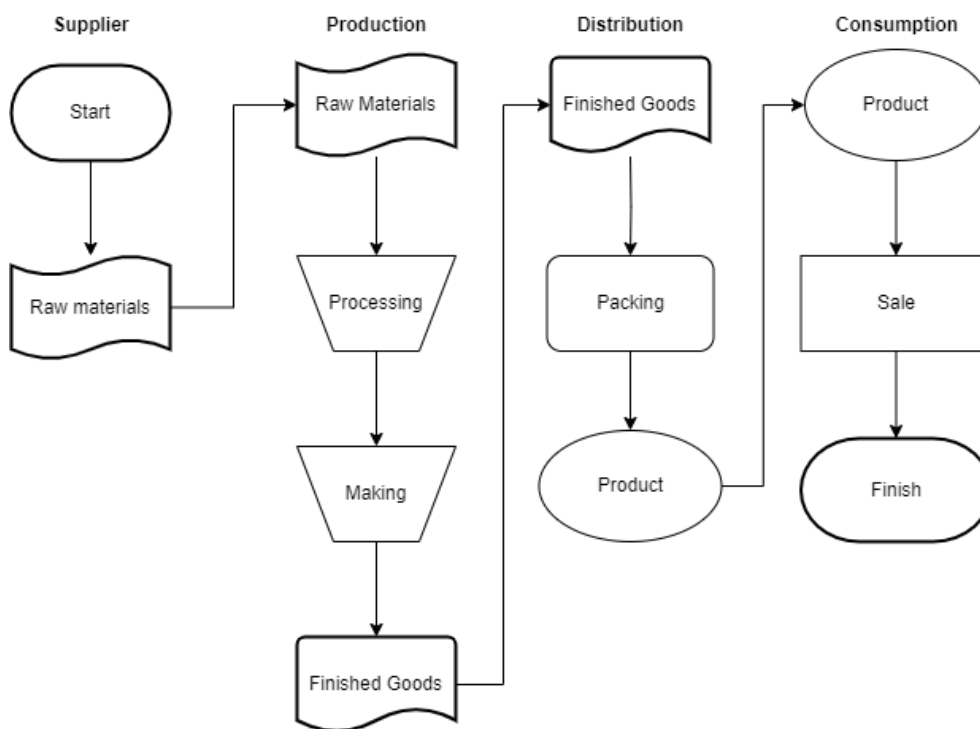 Supplier
Start
Raw materials
Production
Raw Materials
Processing
Making
Finished Goods
Distribution
Finished Goods
Packing
Product
Consumption
Product
Sale
Finish